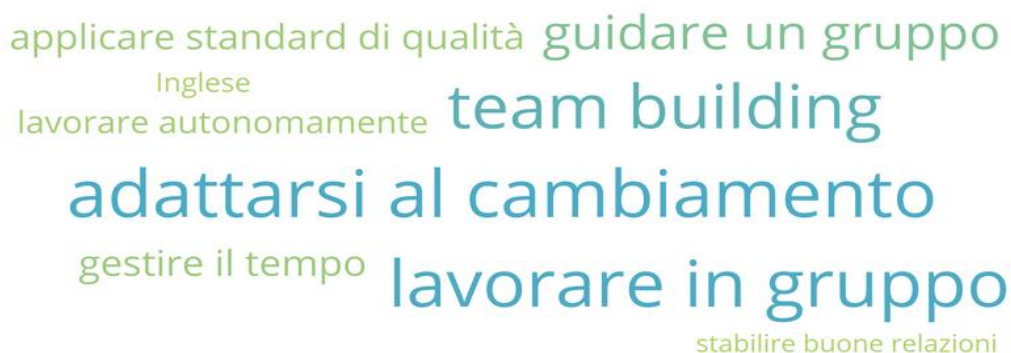 applicare standard di qualità
guidare un gruppo
Inglese
lavorare autonomamente
team building
adattarsi al cambiamento
gestire il tempo
lavorare in gruppo
stabilire buone relazioni